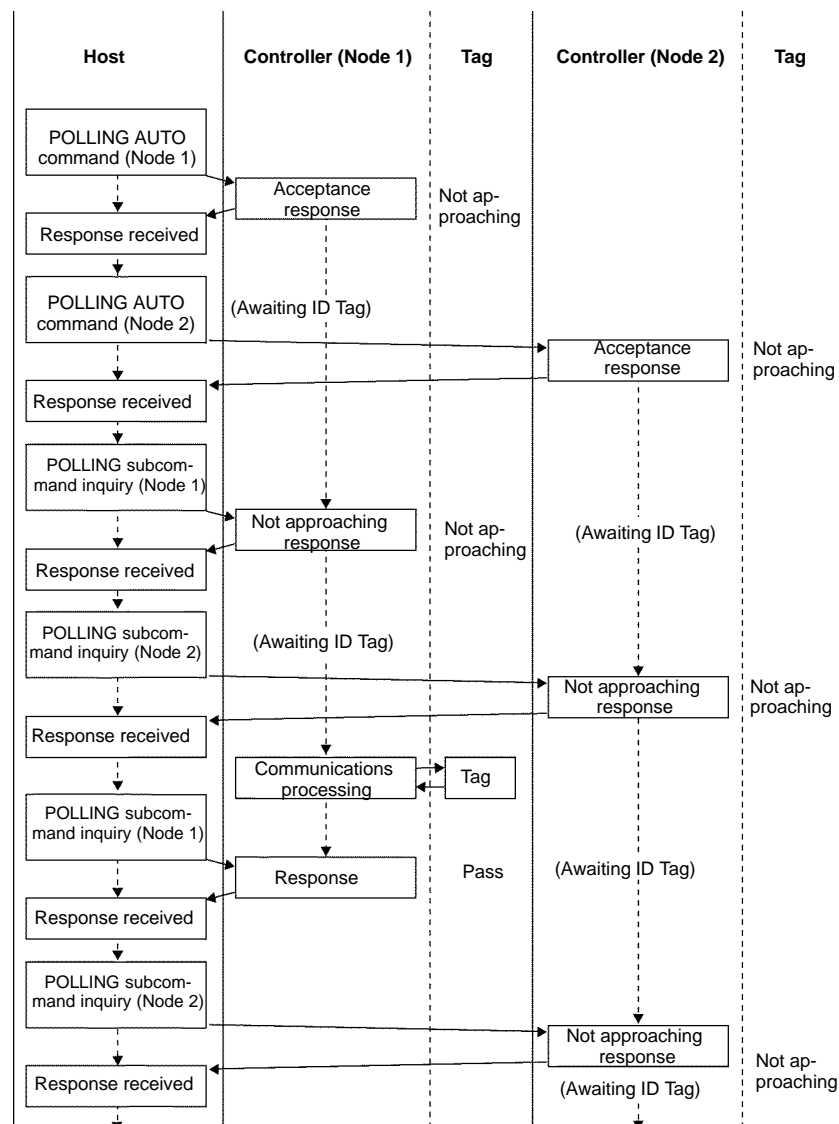 Host
Controller (Node 1)
Tag
Controller (Node 2)
Tag
POLLING AUTO
command (Node 1)
Acceptance
response
Not ap-
proaching
Response received
POLLING AUTO
command (Node 2)
(Awaiting ID Tag)
Acceptance
response
Not ap-
proaching
Response received
POLLING subcom-
mand inquiry (Node 1)
Not approaching
response
Not ap-
proaching
(Awaiting ID Tag)
Response received
POLLING subcom-
mand inquiry (Node 2)
(Awaiting ID Tag)
Not approaching
response
Not ap-
proaching
Response received
Communications
processing
Tag
POLLING subcom-
mand inquiry (Node 1)
Response
Pass
(Awaiting ID Tag)
Response received
POLLING subcom-
mand inquiry (Node 2)
Not approaching
response
Not ap-
proaching
Response received
(Awaiting ID Tag)